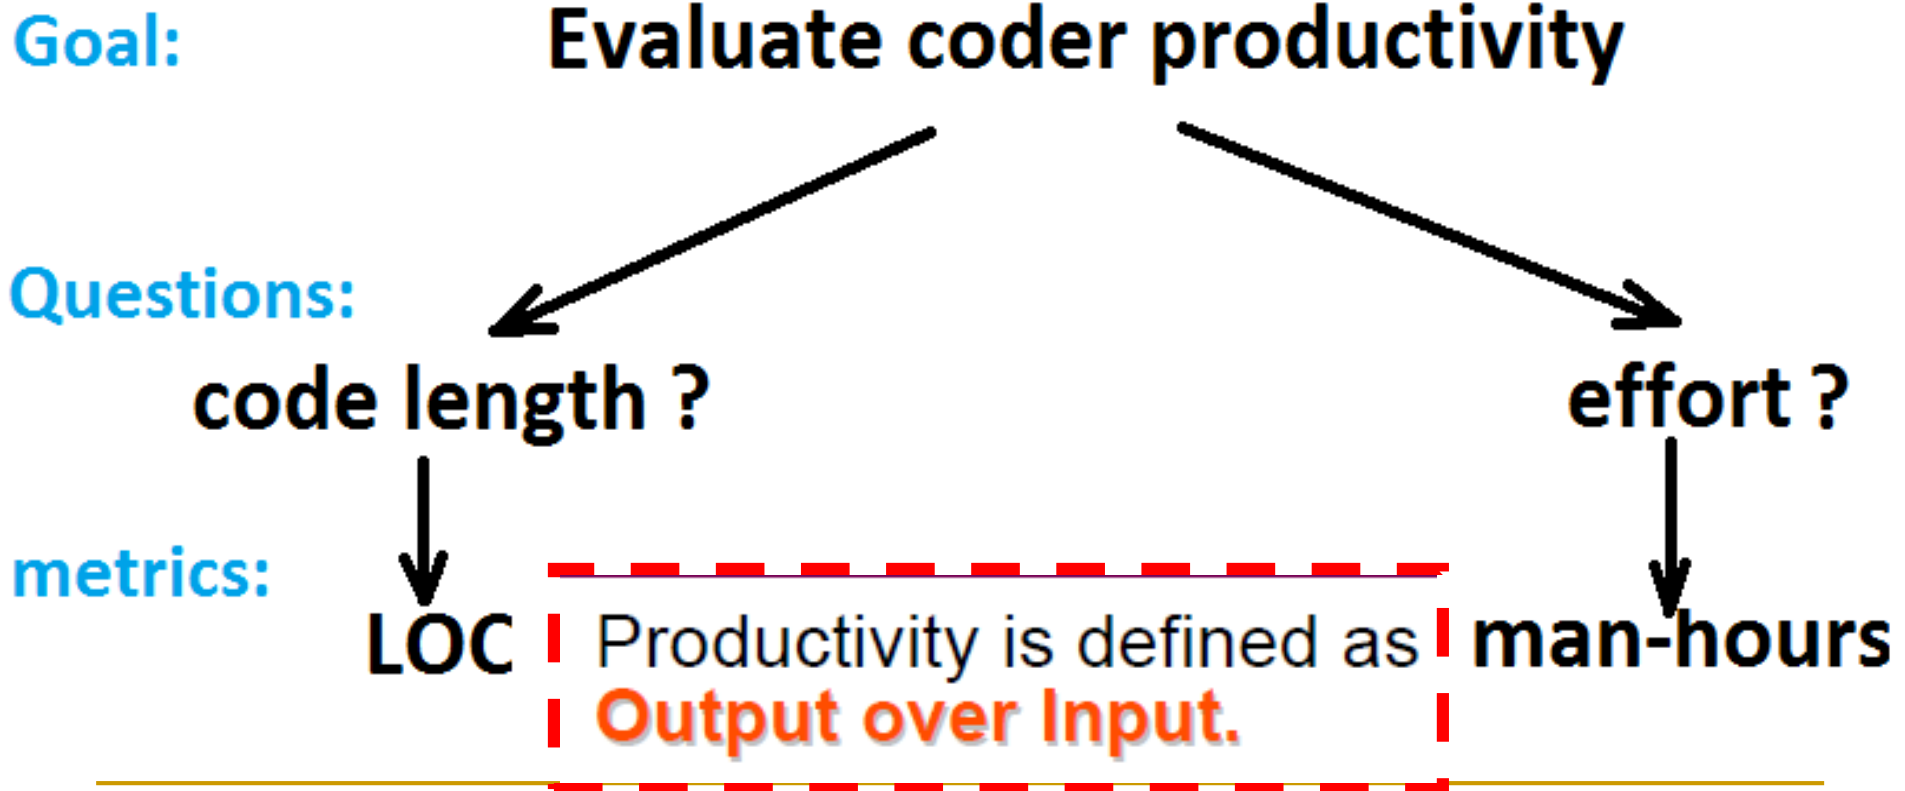 Goal: Evaluate coder productivity
Questions:
code length ? effort ?
metrics:
LOC Productivity is defined as man-hours
Output over Input.